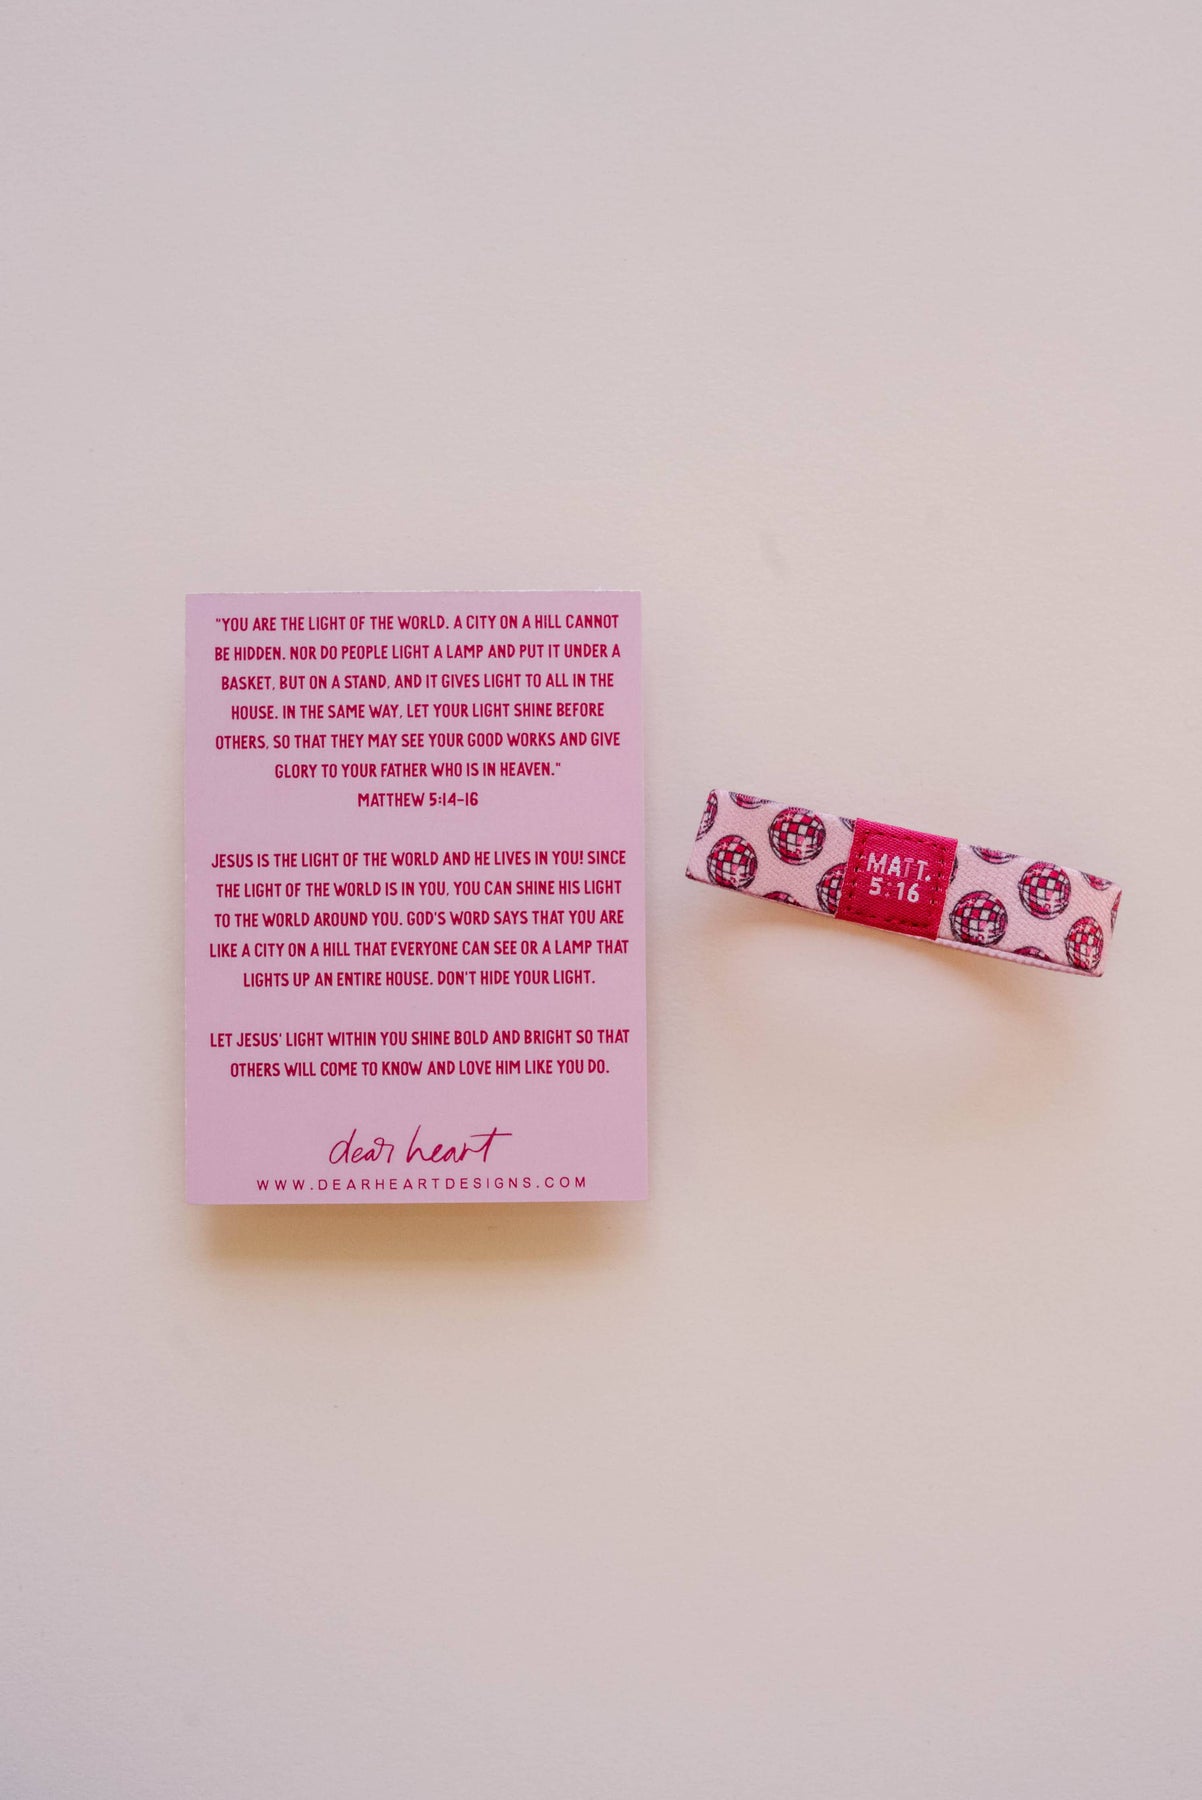 "YOU ARE THE LIGHT OF THE WORLD. A CITY ON A HILL CANNOT
BE HIDDEN. NOR DO PEOPLE LIGHT A LAMP AND PUT IT UNDER A
BASKET, BUT ON A STAND, AND IT GIVES LIGHT TO ALL IN THE
HOUSE. IN THE SAME WAY, LET YOUR LIGHT SHINE BEFORE
OTHERS, SO THAT THEY MAY SEE YOUR GOOD WORKS AND GIVE
GLORY TO YOUR FATHER WHO IS IN HEAVEN."
MATTHEW 5:14-16
JESUS IS THE LIGHT OF THE WORLD AND HE LIVES IN YOU! SINCE
THE LIGHT OF THE WORLD IS IN YOU, YOU CAN SHINE HIS LIGHT
TO THE WORLD AROUND YOU. GOD'S WORD SAYS THAT YOU ARE
LIKE A CITY ON A HILL THAT EVERYONE CAN SEE OR A LAMP THAT
LIGHTS UP AN ENTIRE HOUSE. DON'T HIDE YOUR LIGHT.
LET JESUS' LIGHT WITHIN YOU SHINE BOLD AND BRIGHT SO THAT
OTHERS WILL COME TO KNOW AND LOVE HIM LIKE YOU DO.
dear heart
WWW.DEARHEARTDESIGNS.COM
MATT.
5:16